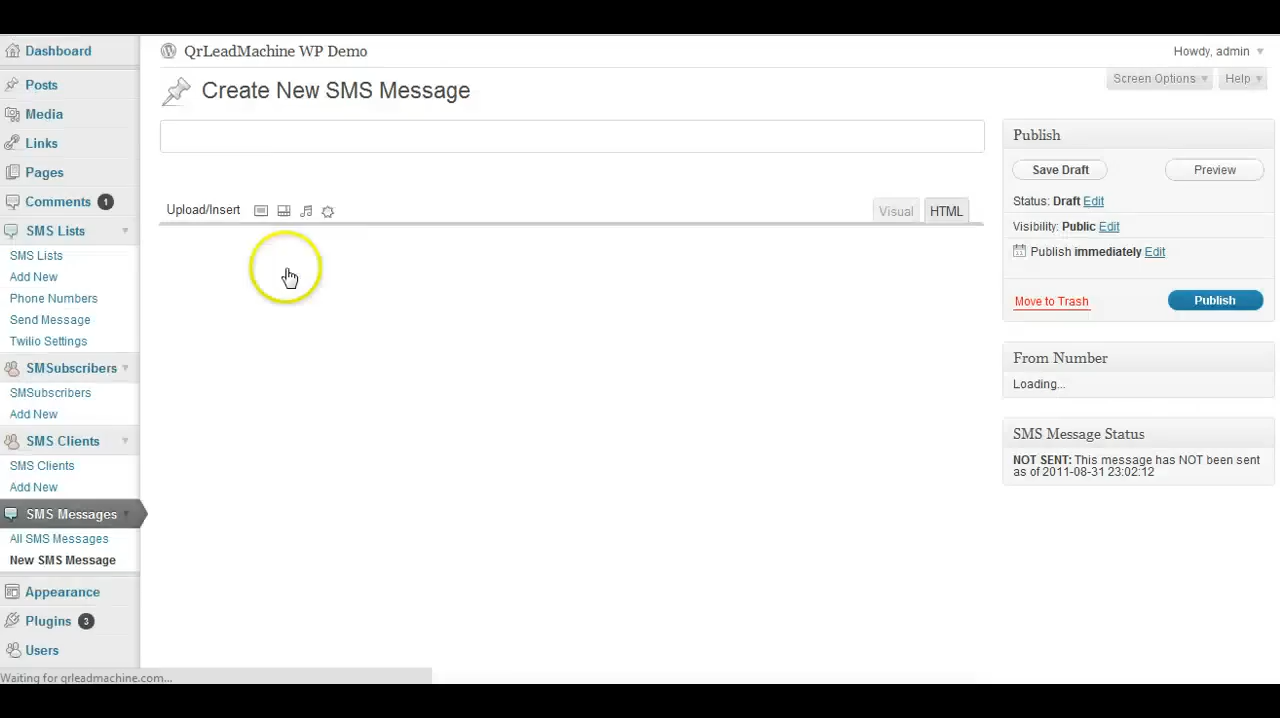 Dashboard
Posts
Media
Links
Pages
Comments 1
SMS Lists
SMS Lists
Add New
Phone Numbers
Send Message
Twilio Settings
SMSubscribers
SMSubscribers
Add New
SMS Clients
SMS Clients
Add New
SMS Messages
All SMS Messages
New SMS Message
Appearance
Plugins 3
Users
Waiting for qrleadmachine.com...
QrLeadMachine WP Demo
Howdy, admin
Screen Options
Help
Create New SMS Message
Upload/Insert
Visual
HTML
Publish
Save Draft
Preview
Status: Draft Edit
Visibility: Public Edit
Publish immediately Edit
Move to Trash
Publish
From Number
Loading...
SMS Message Status
NOT SENT: This message has NOT been sent
as of 2011-08-31 23:02:12